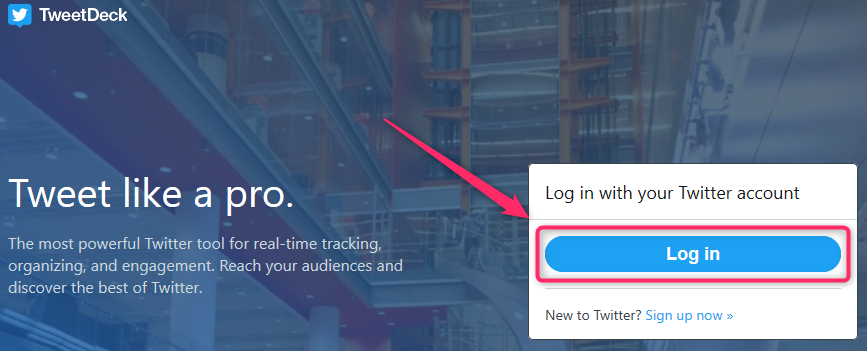 TweetDeck
Tweet like a pro.
The most powerful Twitter tool for real-time tracking,
organizing, and engagement. Reach your audiences and
discover the best of Twitter.
Log in with your Twitter account
Log in
New to Twitter? Sign up now »